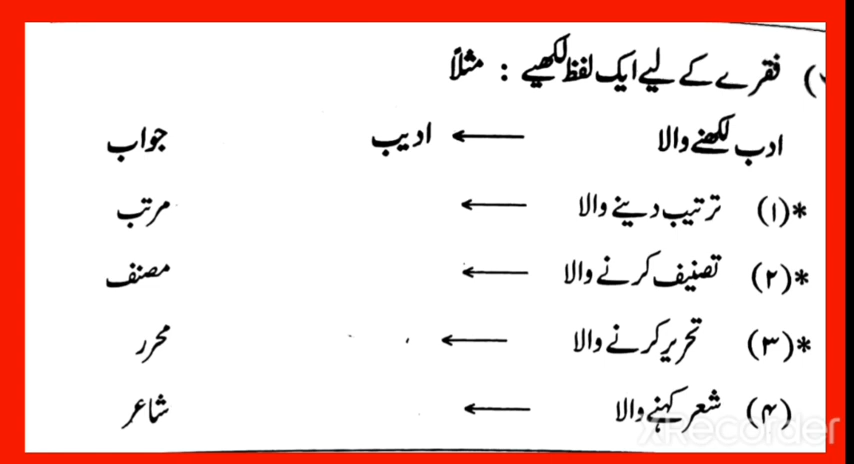 ) فقرے کے لیے ایک لفظ لکھیے : مثلاً
ادب لکھنے والا ← ادیب جواب
*(۱) ترتیب دینے والا ← مرتب
*(۲) تصنیف کرنے والا ← مصنف
*(۳) تحریر کرنے والا ← محرر
(۴) شعر کہنے والا ← شاعر
XRecorder